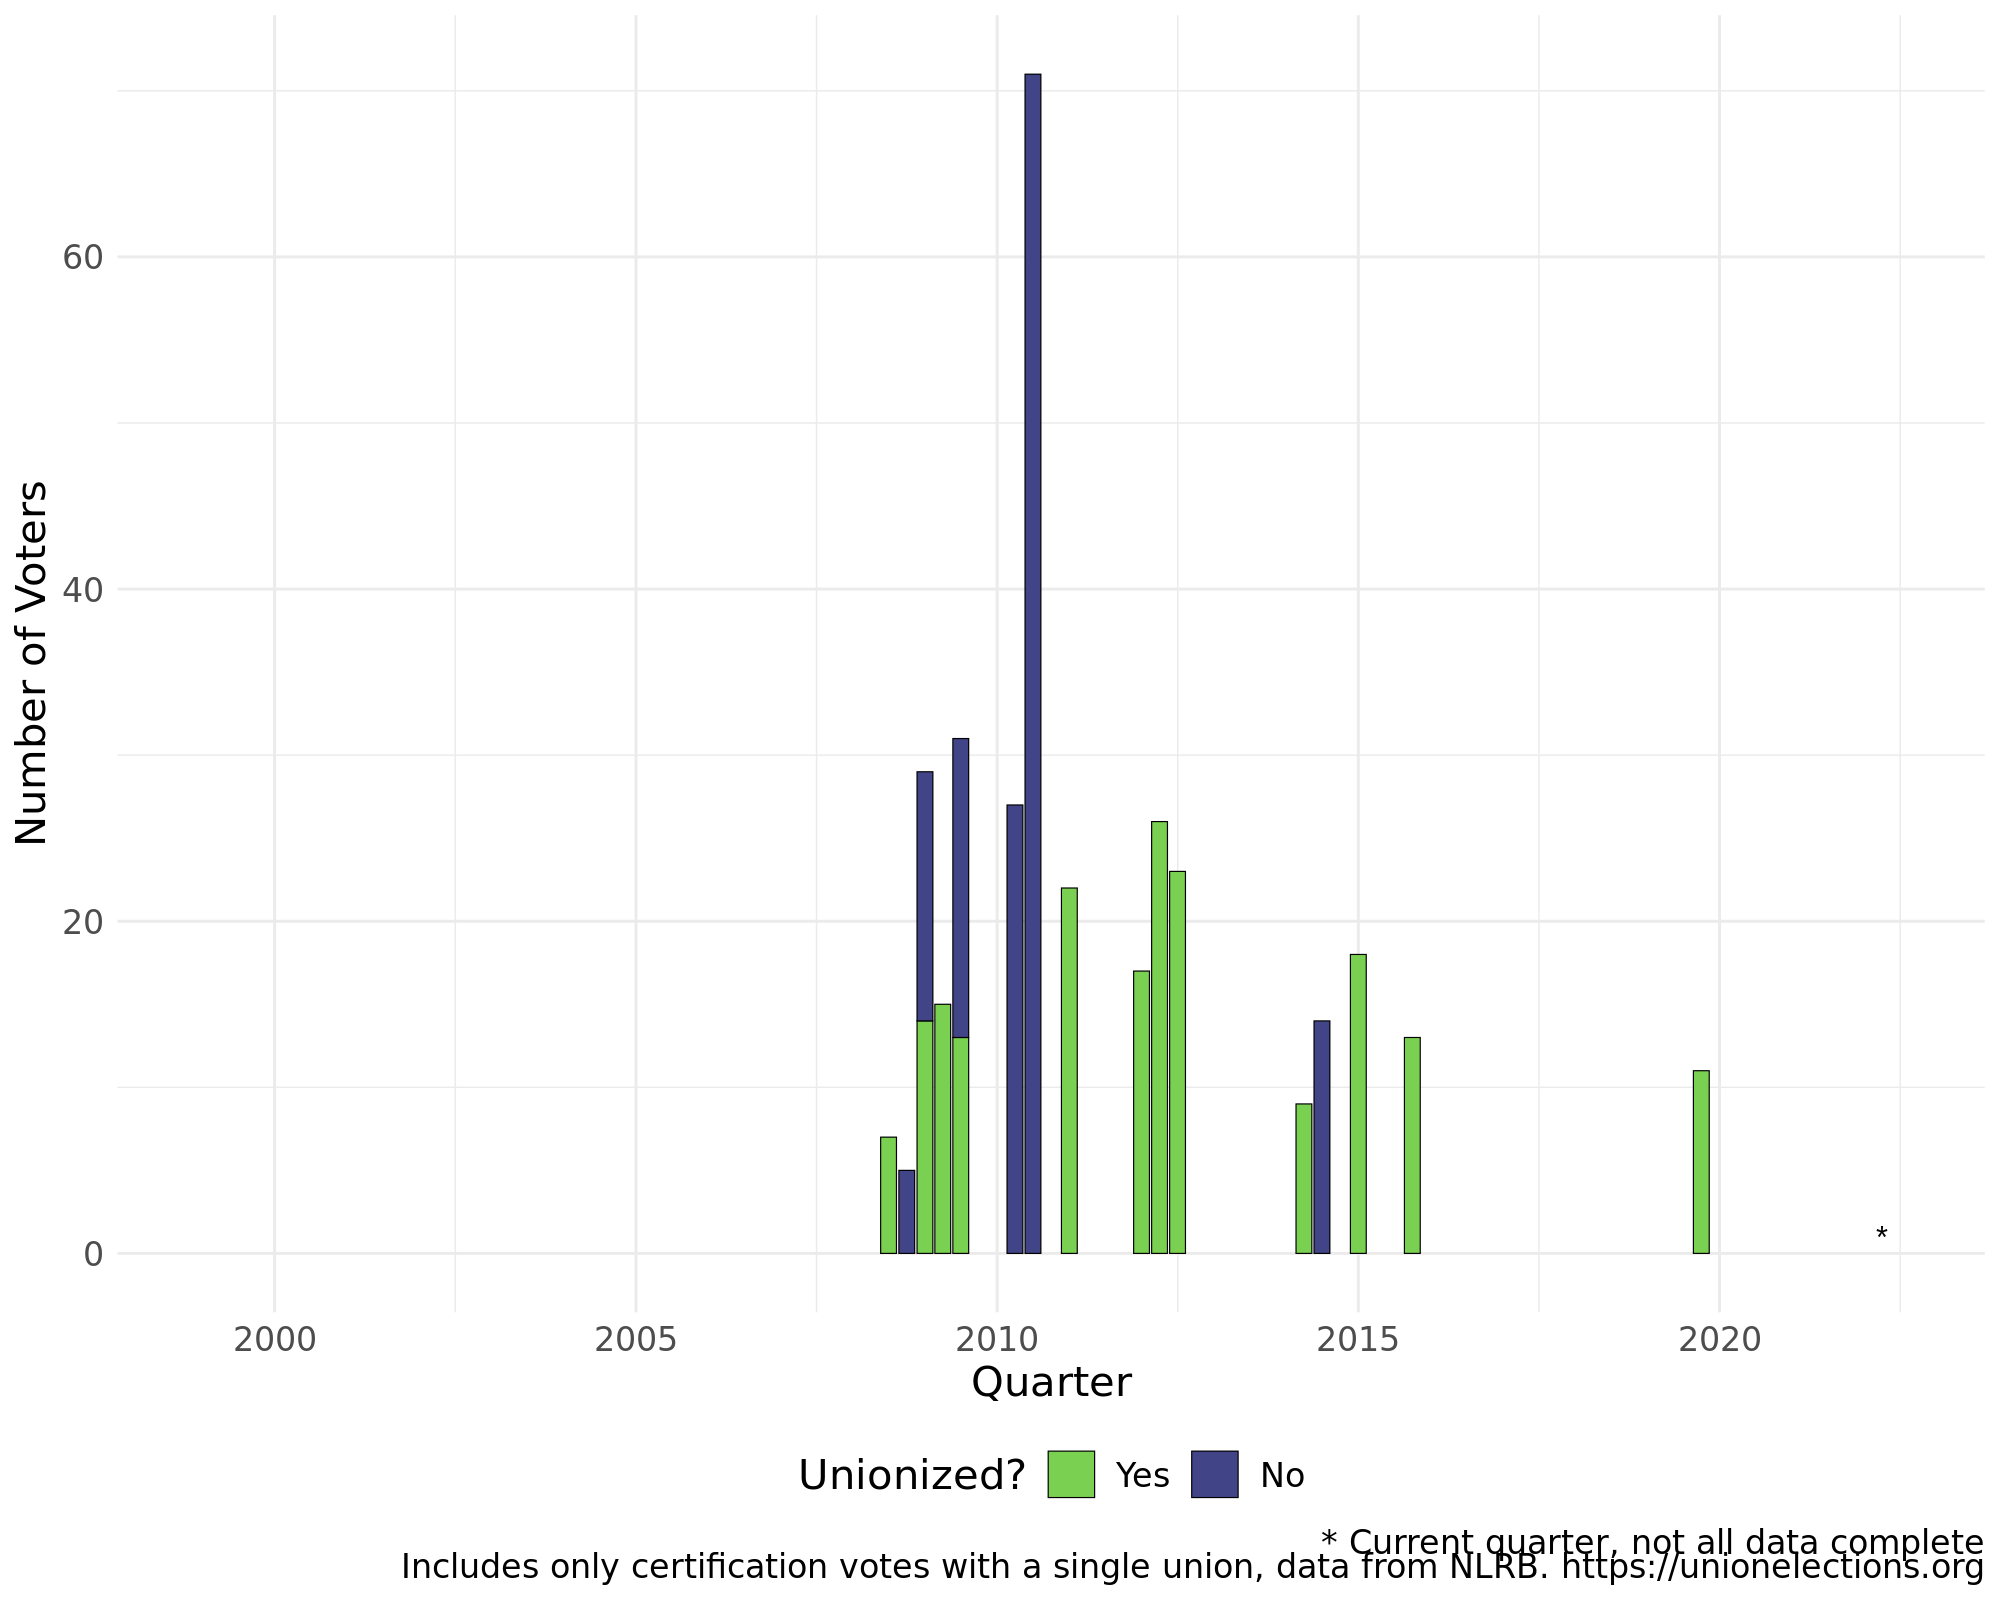 60
40
20
0
Number of Voters
*
2000 2005 2010 2015 2020
Quarter
Unionized? Yes No
* Current quarter, not all data complete
Includes only certification votes with a single union, data from NLRB. https://unionelections.org